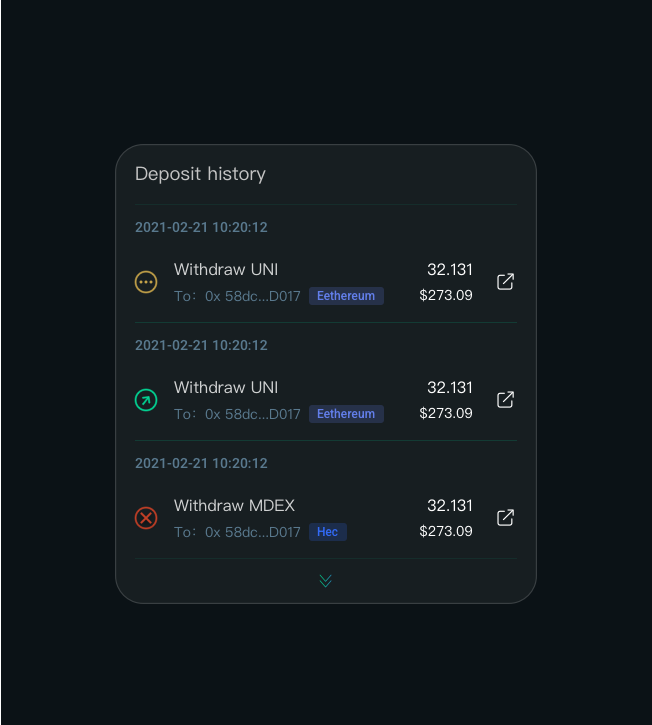 Deposit history
2021-02-21 10:20:12
Withdraw UNI 32.131
To: 0x 58dc...D017 Eethereum $273.09
2021-02-21 10:20:12
Withdraw UNI 32.131
To: 0x 58dc...D017 Eethereum $273.09
2021-02-21 10:20:12
Withdraw MDEX 32.131
To: 0x 58dc...D017 Hec $273.09